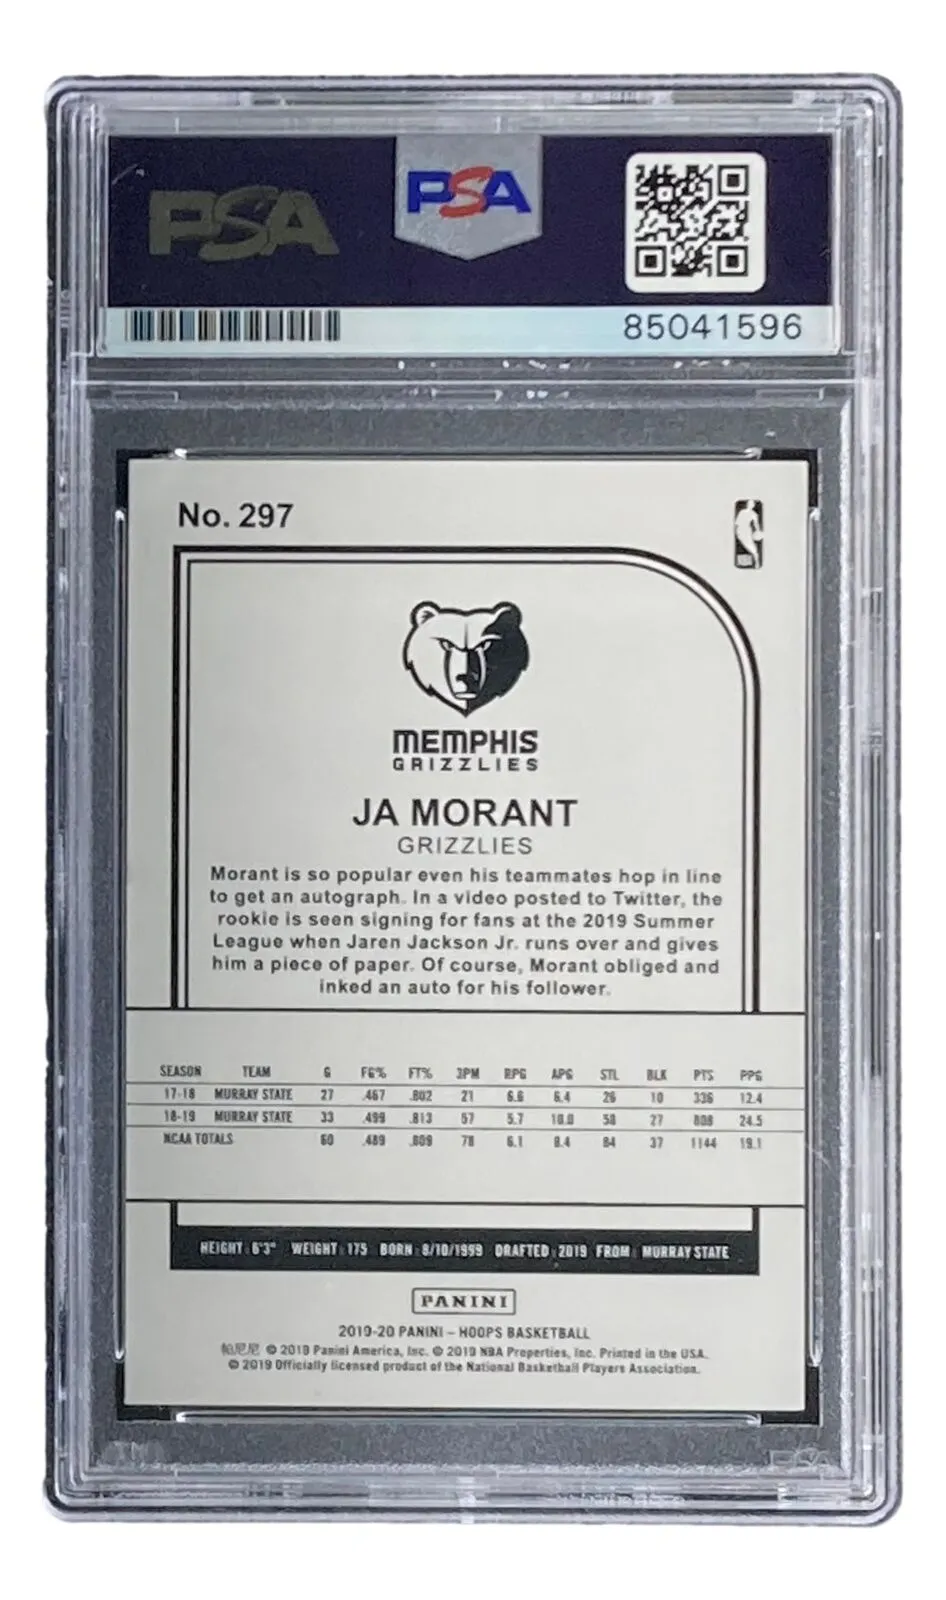 PSA
PSA
85041596
No. 297
MEMPHIS
GRIZZLIES
JA MORANT
GRIZZLIES
Morant is so popular even his teammates hop in line
to get an autograph. In a video posted to Twitter, the
rookie is seen signing for fans at the 2019 Summer
League when Jaren Jackson Jr. runs over and gives
him a piece of paper. Of course, Morant obliged and
inked an auto for his follower.
SEASON TEAM G FG% FT% 3PM RPG APG STL BLK PTS PPG
17-18 MURRAY STATE 27 .467 .802 21 6.6 6.4 26 10 336 12.4
18-19 MURRAY STATE 33 .499 .813 57 5.7 10.0 58 27 808 24.5
NCAA TOTALS 60 .489 .809 78 6.1 8.4 84 37 1144 19.1
HEIGHT: 6'3" WEIGHT: 175 BORN: 8/10/1999 DRAFTED: 2019 FROM: MURRAY STATE
PANINI
2019-20 PANINI – HOOPS BASKETBALL
帕尼尼 © 2019 Panini America, Inc. © 2019 NBA Properties, Inc. Printed in the USA.
© 2019 Officially licensed product of the National Basketball Players Association.